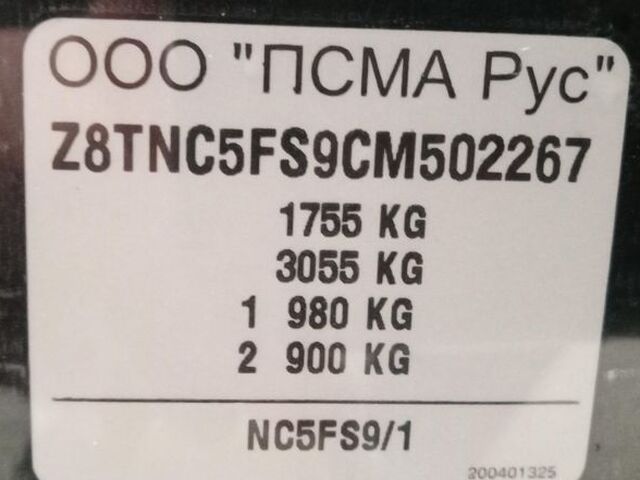 ООО "ПСМА Рус"
Z8TNC5FS9CM502267
1755 KG
3055 KG
1 980 KG
2 900 KG
NC5FS9/1
200401325